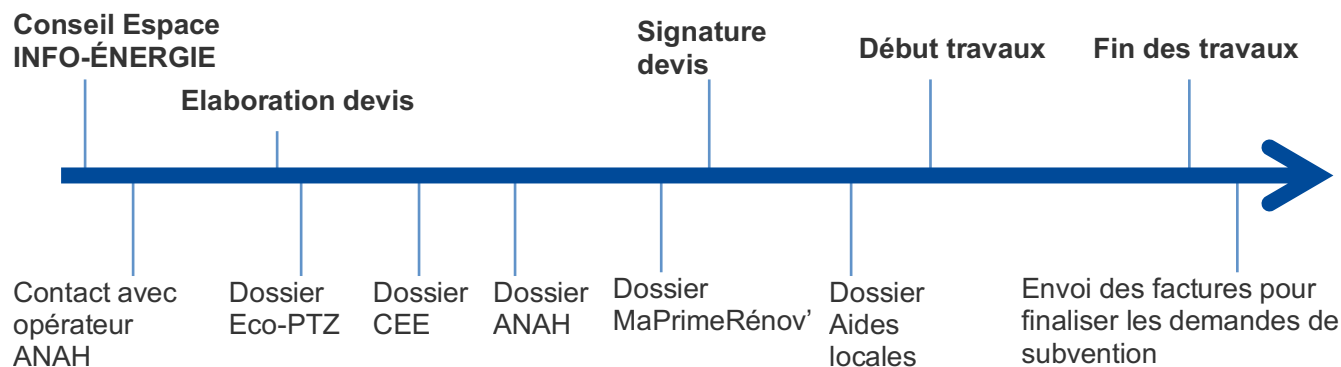 Conseil Espace
INFO-ÉNERGIE
Elaboration devis
Signature
devis
Début travaux
Fin des travaux
Contact avec
opérateur
ANAH
Dossier
Eco-PTZ
Dossier
CEE
Dossier
ANAH
Dossier
MaPrimeRénov’
Dossier
Aides
locales
Envoi des factures pour
finaliser les demandes de
subvention